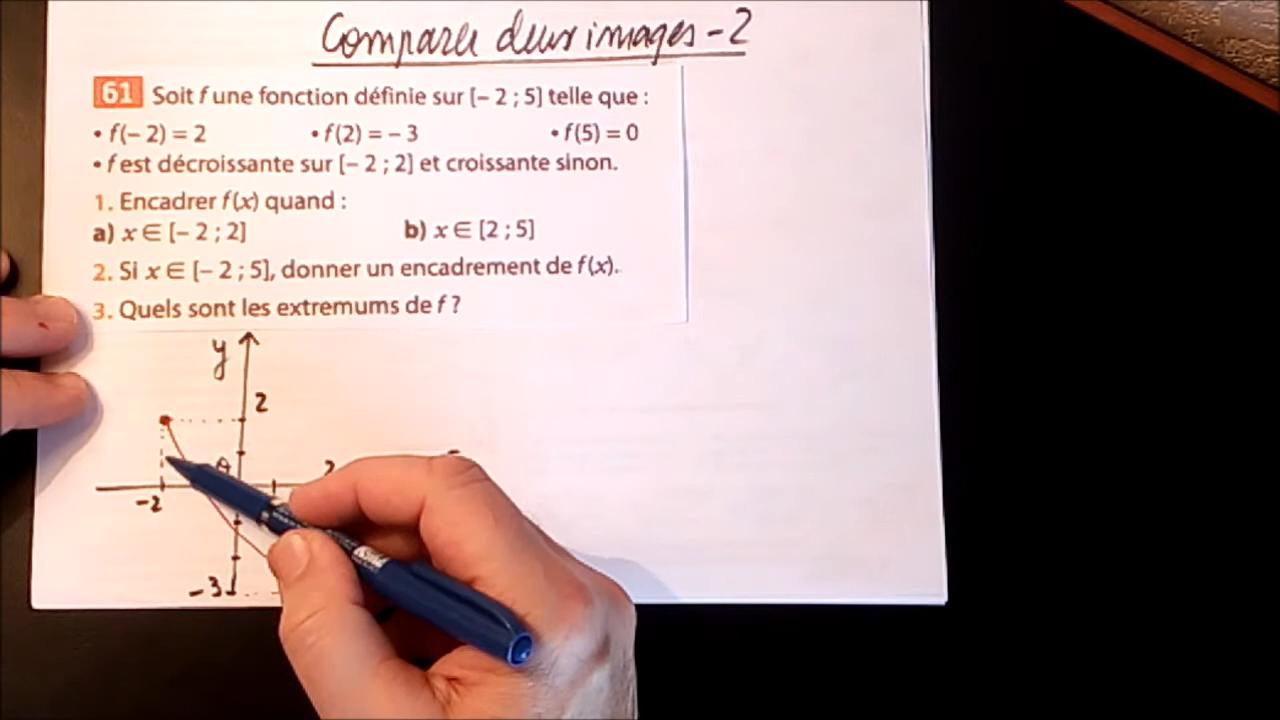 Comparer deux images - 2
61 Soit f une fonction définie sur [– 2 ; 5] telle que :
• f(– 2) = 2 • f(2) = – 3 • f(5) = 0
• f est décroissante sur [– 2 ; 2] et croissante sinon.
1. Encadrer f(x) quand :
a) x ∈ [– 2 ; 2] b) x ∈ [2 ; 5]
2. Si x ∈ [– 2 ; 5], donner un encadrement de f(x).
3. Quels sont les extremums de f ?
y
2
-2
-3